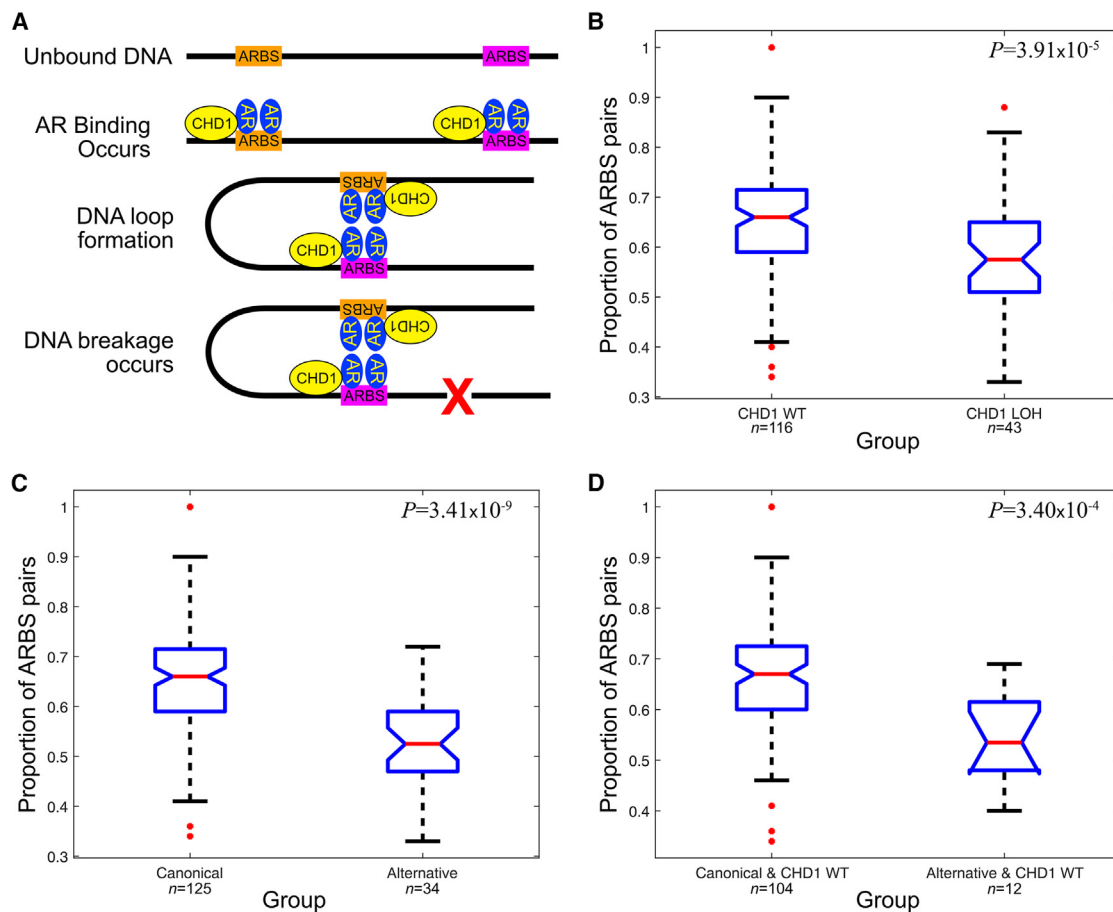 A
Unbound DNA
ARBS
ARBS
AR Binding
Occurs
CHD1
AR
AR
ARBS
CHD1
AR
AR
ARBS
DNA loop
formation
ARBS
AR
AR
CHD1
CHD1
AR
AR
ARBS
DNA breakage
occurs
ARBS
AR
AR
CHD1
CHD1
AR
AR
ARBS
X
B
P=3.91x10⁻⁵
Proportion of ARBS pairs
1
0.9
0.8
0.7
0.6
0.5
0.4
0.3
CHD1 WT
n=116
CHD1 LOH
n=43
Group
C
P=3.41x10⁻⁹
Proportion of ARBS pairs
1
0.9
0.8
0.7
0.6
0.5
0.4
0.3
Canonical
n=125
Alternative
n=34
Group
D
P=3.40x10⁻⁴
Proportion of ARBS pairs
1
0.9
0.8
0.7
0.6
0.5
0.4
Canonical & CHD1 WT
n=104
Alternative & CHD1 WT
n=12
Group